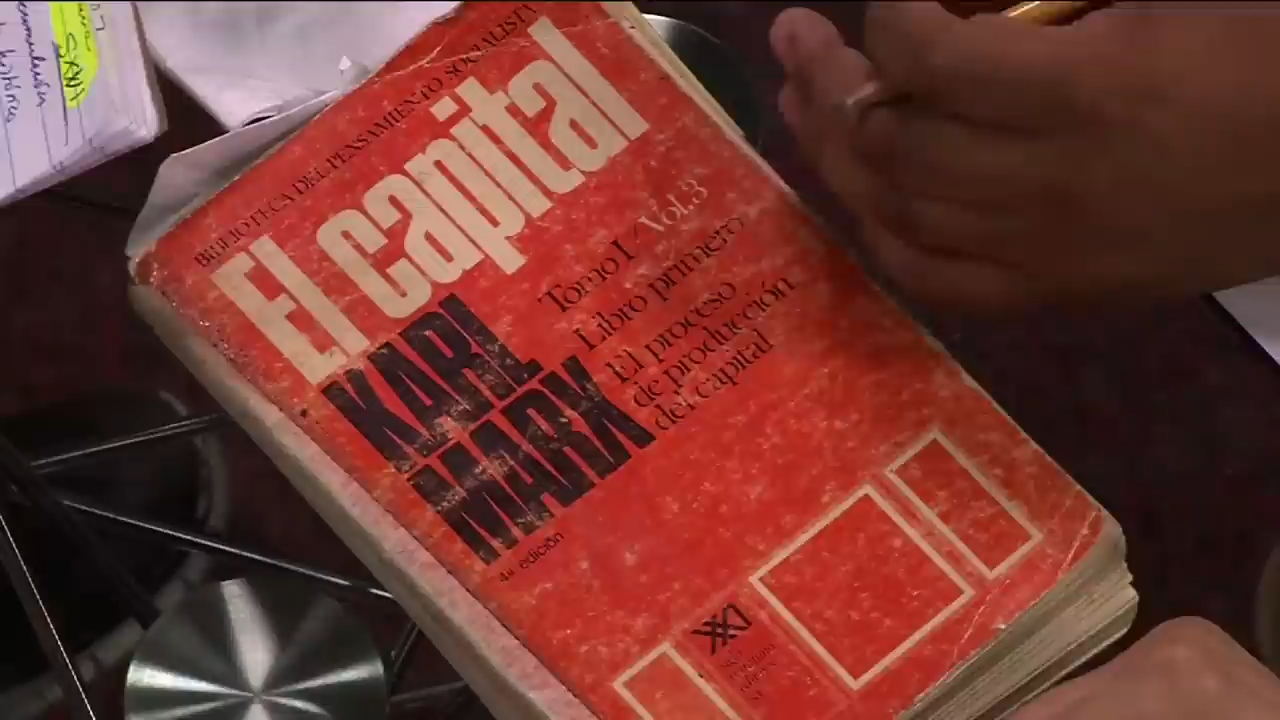 BIBLIOTECA DEL PENSAMIENTO SOCIALISTA
El capital
Tomo I / Vol.3
Libro primero
El proceso
de producción
del capital
KARL
MARX
4ª edición
XXI